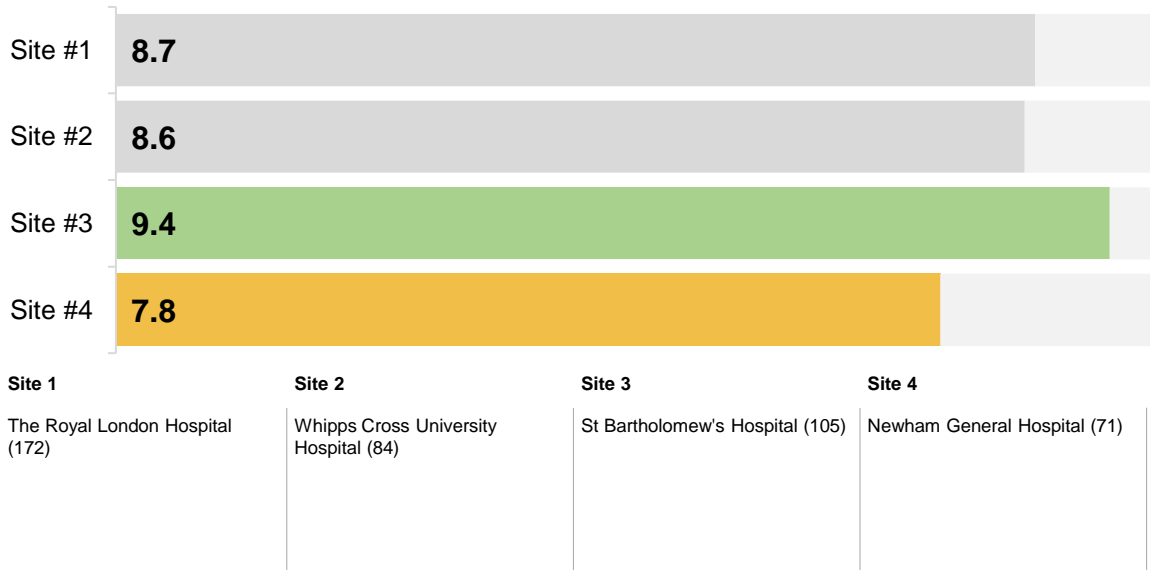 Site #1
8.7
Site #2
8.6
Site #3
9.4
Site #4
7.8
Site 1
The Royal London Hospital
(172)
Site 2
Whipps Cross University
Hospital (84)
Site 3
St Bartholomew's Hospital (105)
Site 4
Newham General Hospital (71)